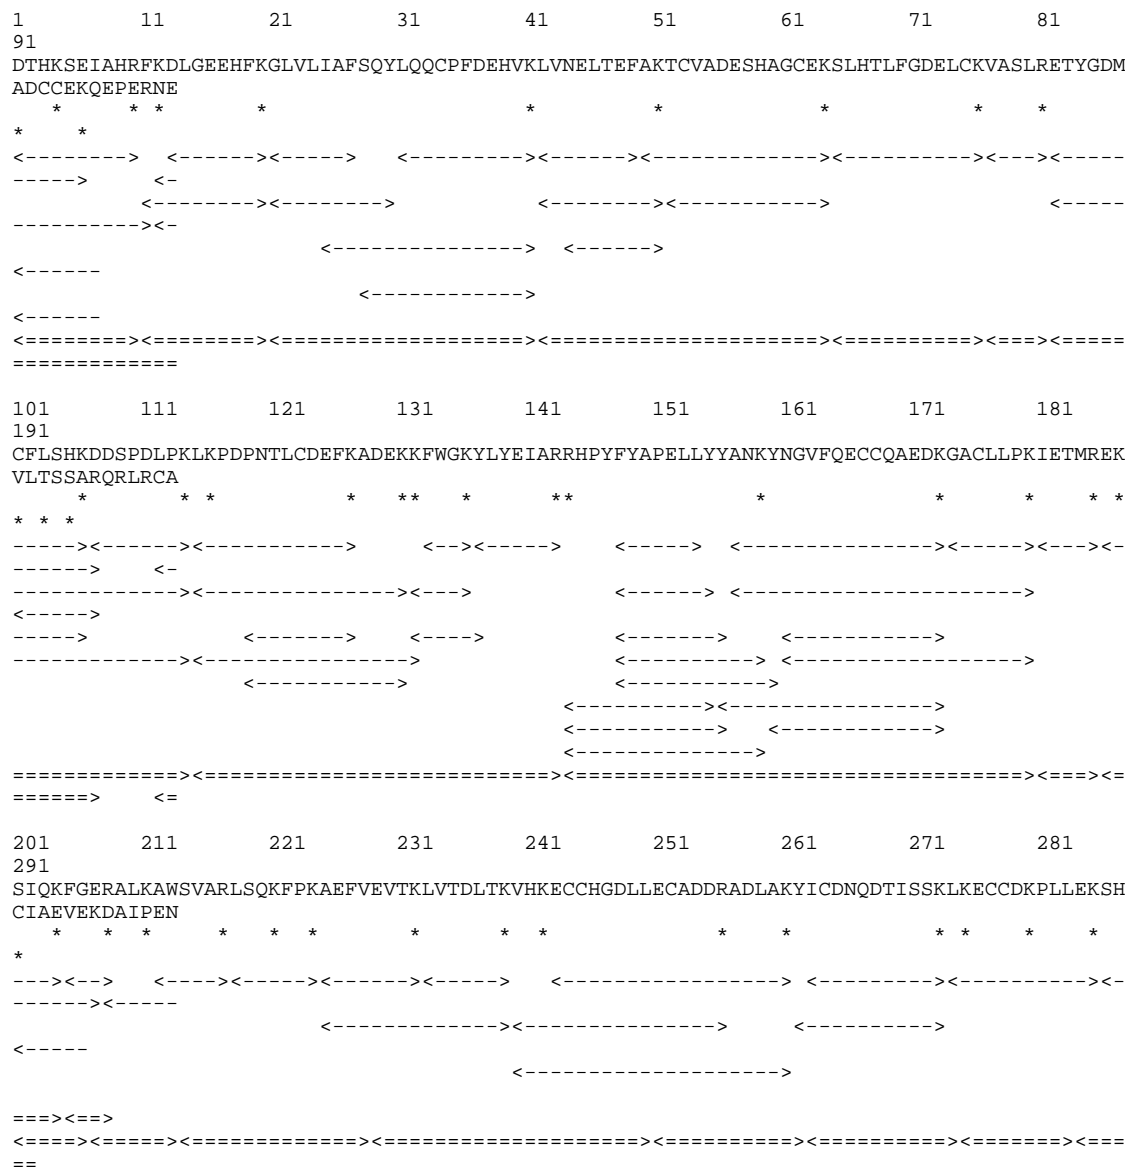 1         11        21        31        41        51        61        71        81
91
DTHKSEIAHRFKDLGEEHFKGLVLIAFSQYLQQCPFDEHVKLVNELTEFAKTCVADESHAGCEKSLHTLFGDELCKVASLRETYGDM
ADCCEKQEPERNE
   *     * *       *                    *         *            *           *    *
*    *
<-------->  <------><----->   <---------><------><-------------><----------><---><-----
----->     <-
          <--------><-------->           <--------><----------->                 <-----
----------><-
                        <--------------->  <------>
<------
                           <------------>
<------
<========><========><===================><=====================><==========><===><=====
=============

101       111       121       131       141       151       161       171       181
191
CFLSHKDDSPDLPKLKPDPNTLCDEFKADEKKFWGKYLYEIARRHPYFYAPELLYYANKYNGVFQECCQAEDKGACLLPKIETMREK
VLTSSARQRLRCA
     *       * *          *   **   *      **              *             *      *    * *
* * *
-----><------><----------->     <--><------>    <----->  <---------------><-----><---><-
------>    <-
-------------><---------------><--->           <------>  <---------------------->
<----->
----->            <------->    <---->          <------->    <----------->
-------------><---------------->               <----------> <------------------>
                  <----------->                <----------->
                                           <----------><---------------->
                                           <----------->   <------------>
                                           <-------------->
=============><===========================><===================================><===><=
======>    <=

201       211       221       231       241       251       261       271       281
291
SIQKFGERALKAWSVARLSQKFPKAEFVEVTKLVTDLTKVHKECCHGDLLECADDRADLAKYICDNQDTISSKLKECCDKPLLEKSH
CIAEVEKDAIPEN
   *   *  *     *   *  *       *      *  *             *    *           * *    *    *
*
---><-->   <----><-----><-------><----->   <------------------> <----------><----------><-
------><-----
                        <-------------><--------------->     <---------->
<-----
                                       <-------------------->

===><==>
<====><=====><============><====================><==========><==========><=======><===
==